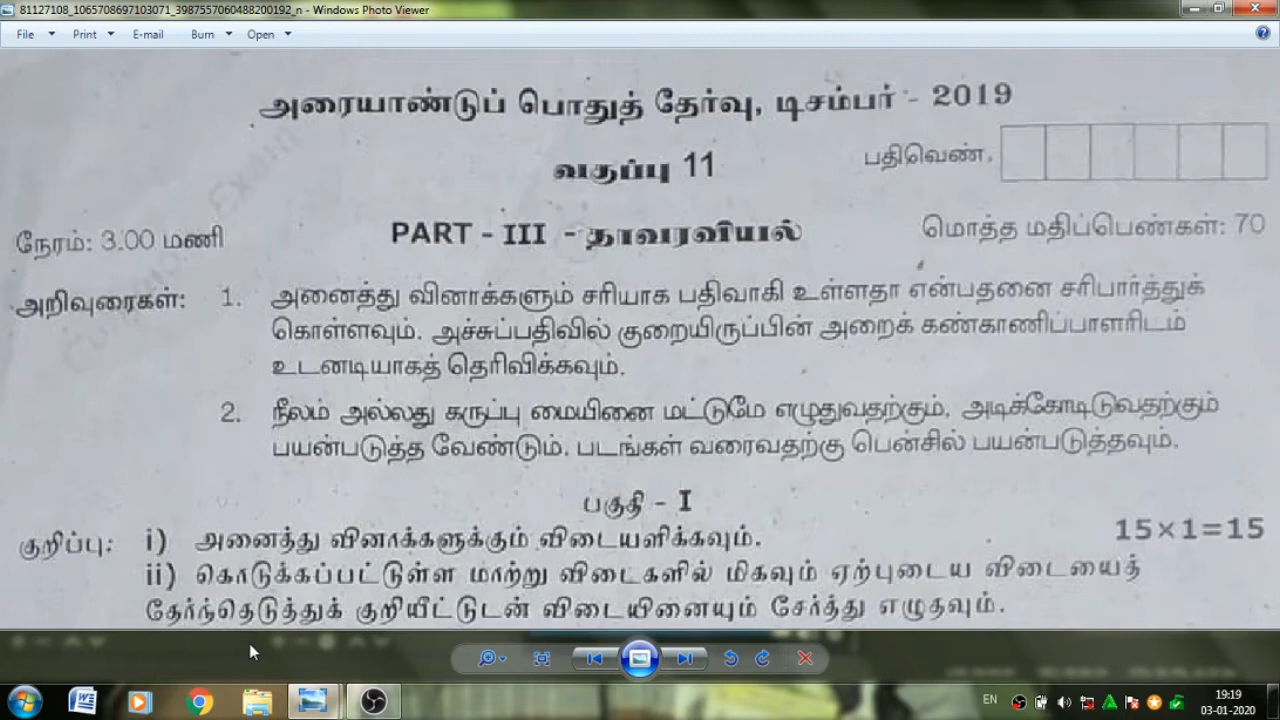 81127108_1065708697103071_3987557060488200192_n - Windows Photo Viewer
File Print E-mail Burn Open
அரையாண்டுப் பொதுத் தேர்வு, டிசம்பர் - 2019
வகுப்பு 11
பதிவெண்.
நேரம்: 3.00 மணி
PART - III - தாவரவியல்
மொத்த மதிப்பெண்கள்: 70
அறிவுரைகள்: 1. அனைத்து வினாக்களும் சரியாக பதிவாகி உள்ளதா என்பதனை சரிபார்த்துக்
கொள்ளவும். அச்சுப்பதிவில் குறையிருப்பின் அறைக் கண்காணிப்பாளரிடம்
உடனடியாகத் தெரிவிக்கவும்.
2. நீலம் அல்லது கருப்பு மையினை மட்டுமே எழுதுவதற்கும், அடிக்கோடிடுவதற்கும்
பயன்படுத்த வேண்டும். படங்கள் வரைவதற்கு பென்சில் பயன்படுத்தவும்.
பகுதி - I
குறிப்பு: i) அனைத்து வினாக்களுக்கும் விடையளிக்கவும். 15×1=15
ii) கொடுக்கப்பட்டுள்ள மாற்று விடைகளில் மிகவும் ஏற்புடைய விடையைத்
தேர்ந்தெடுத்துக் குறியீட்டுடன் விடையினையும் சேர்த்து எழுதவும்.
EN
19:19
03-01-2020